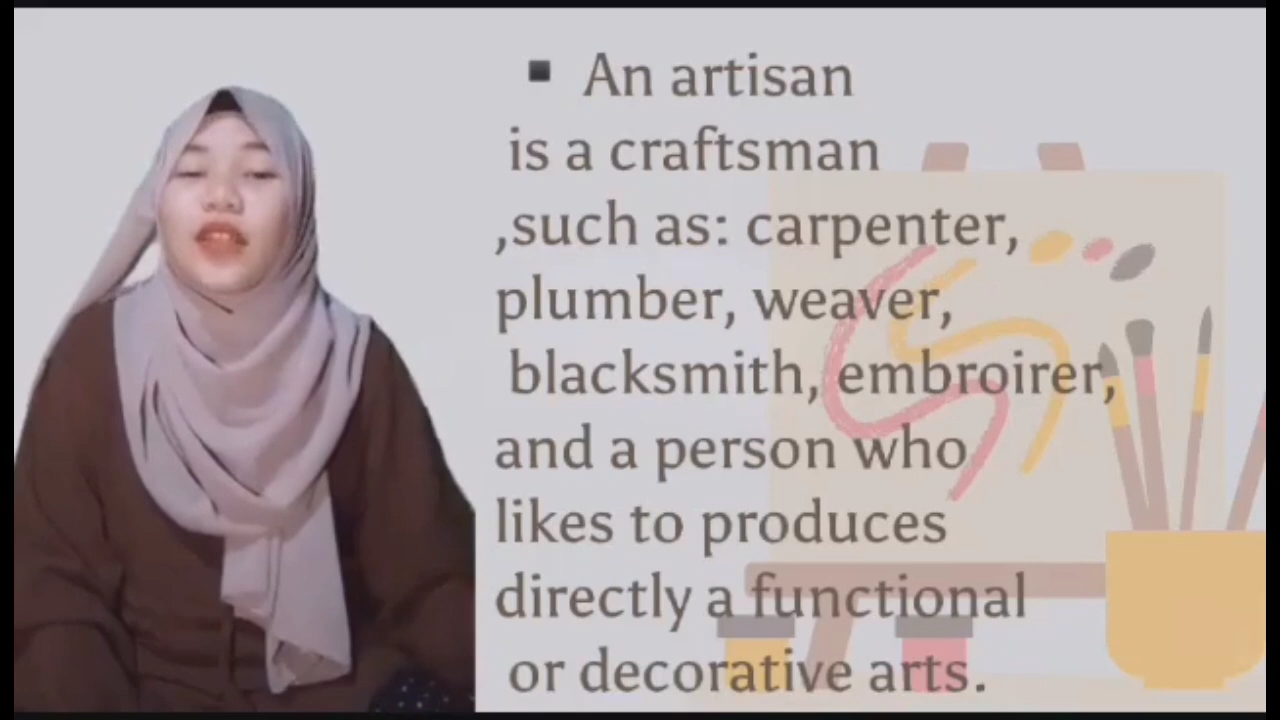 ▪ An artisan
is a craftsman
,such as: carpenter,
plumber, weaver,
blacksmith, embroirer,
and a person who
likes to produces
directly a functional
or decorative arts.